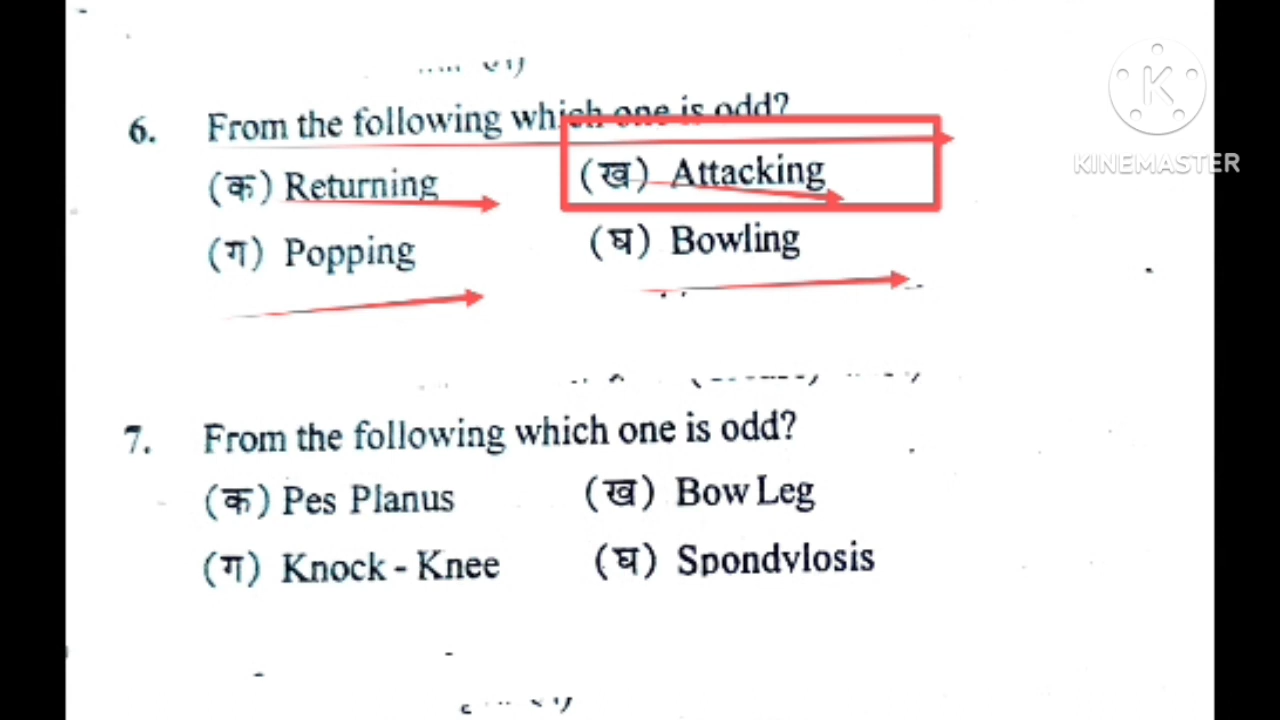 6. From the following which one is odd?
(क) Returning (ख) Attacking
(ग) Popping (घ) Bowling
7. From the following which one is odd?
(क) Pes Planus (ख) Bow Leg
(ग) Knock - Knee (घ) Spondylosis
KINEMASTER